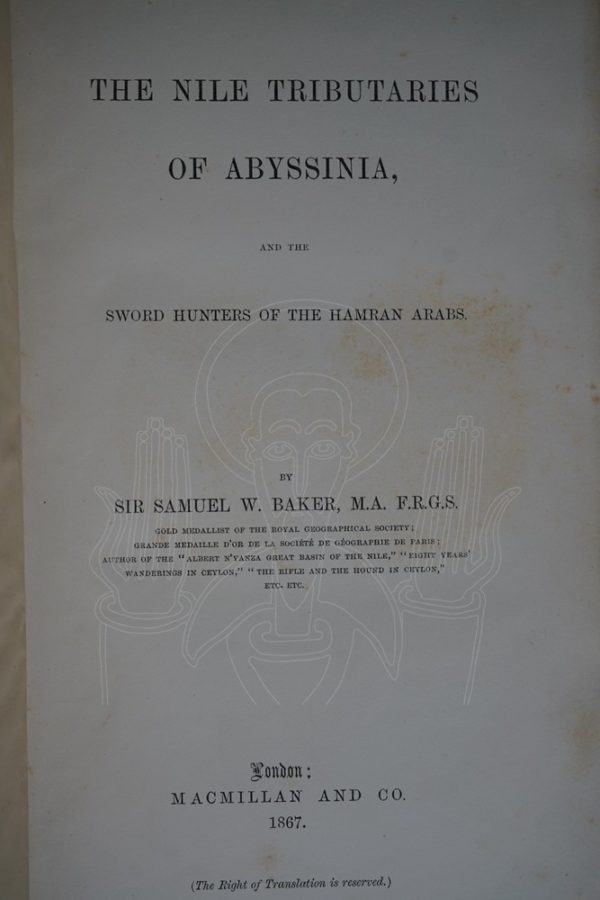 THE NILE TRIBUTARIES
OF ABYSSINIA,
AND THE
SWORD HUNTERS OF THE HAMRAN ARABS.
BY
SIR SAMUEL W. BAKER, M.A. F.R.G.S.
GOLD MEDALLIST OF THE ROYAL GEOGRAPHICAL SOCIETY;
GRANDE MEDAILLE D'OR DE LA SOCIÉTÉ DE GÉOGRAPHIE DE PARIS;
AUTHOR OF THE "ALBERT N'YANZA GREAT BASIN OF THE NILE," "EIGHT YEARS'
WANDERINGS IN CEYLON," "THE RIFLE AND THE HOUND IN CEYLON,"
ETC. ETC.
London:
MACMILLAN AND CO.
1867.
(The Right of Translation is reserved.)